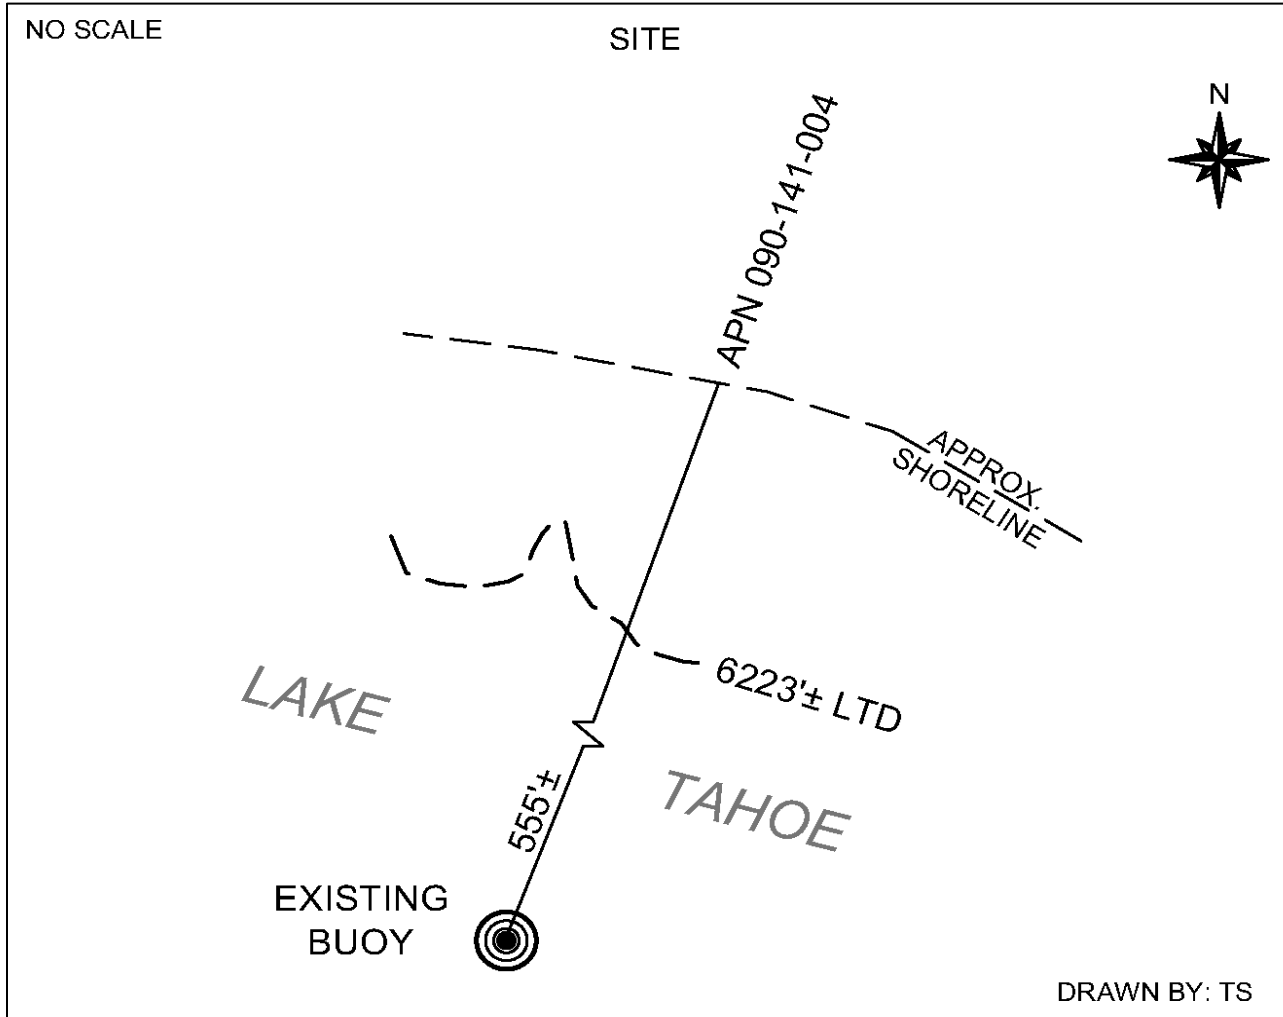 NO SCALE
SITE
N
APN 090-141-004
APPROX.
SHORELINE
6223'± LTD
LAKE
TAHOE
555'±
EXISTING
BUOY
DRAWN BY: TS